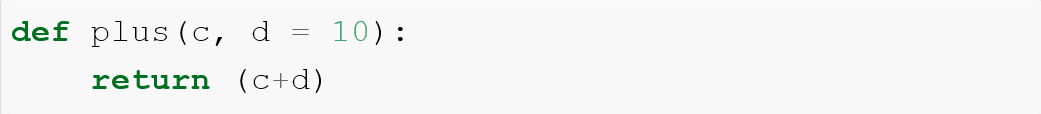 def plus(c, d = 10):
    return (c+d)